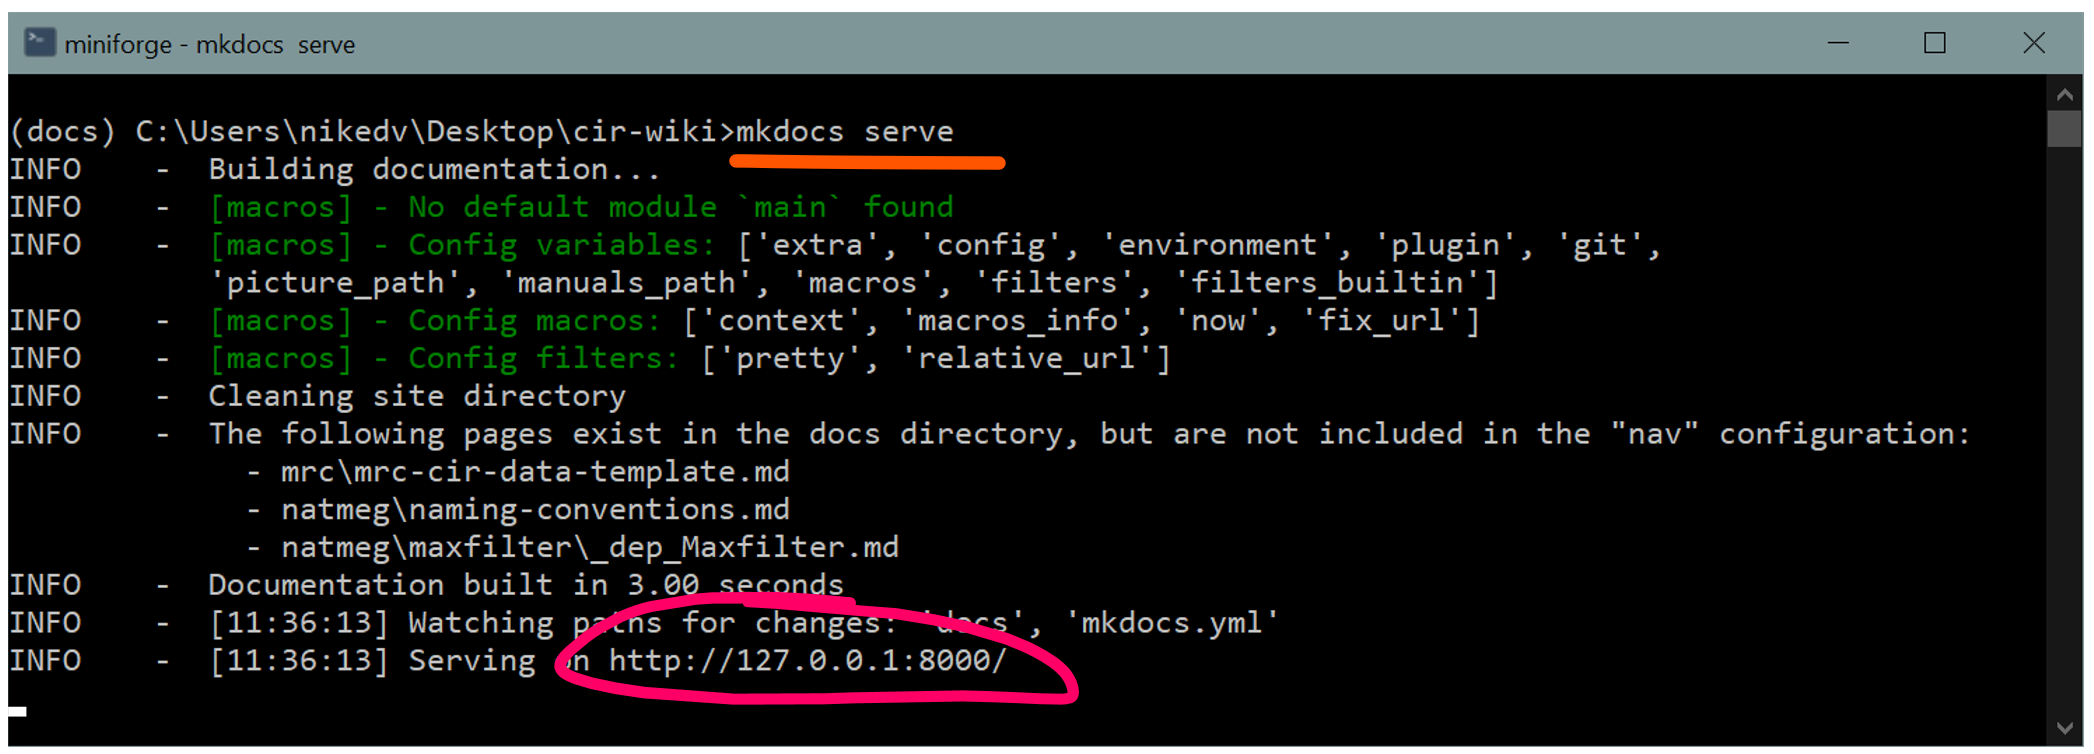 miniforge - mkdocs  serve
(docs) C:\Users\nikedv\Desktop\cir-wiki>mkdocs serve
INFO    -  Building documentation...
INFO    -  [macros] - No default module `main` found
INFO    -  [macros] - Config variables: ['extra', 'config', 'environment', 'plugin', 'git',
'picture_path', 'manuals_path', 'macros', 'filters', 'filters_builtin']
INFO    -  [macros] - Config macros: ['context', 'macros_info', 'now', 'fix_url']
INFO    -  [macros] - Config filters: ['pretty', 'relative_url']
INFO    -  Cleaning site directory
INFO    -  The following pages exist in the docs directory, but are not included in the "nav" configuration:
- mrc\mrc-cir-data-template.md
- natmeg\naming-conventions.md
- natmeg\maxfilter\_dep_Maxfilter.md
INFO    -  Documentation built in 3.00 seconds
INFO    -  [11:36:13] Watching paths for changes: 'docs', 'mkdocs.yml'
INFO    -  [11:36:13] Serving on http://127.0.0.1:8000/